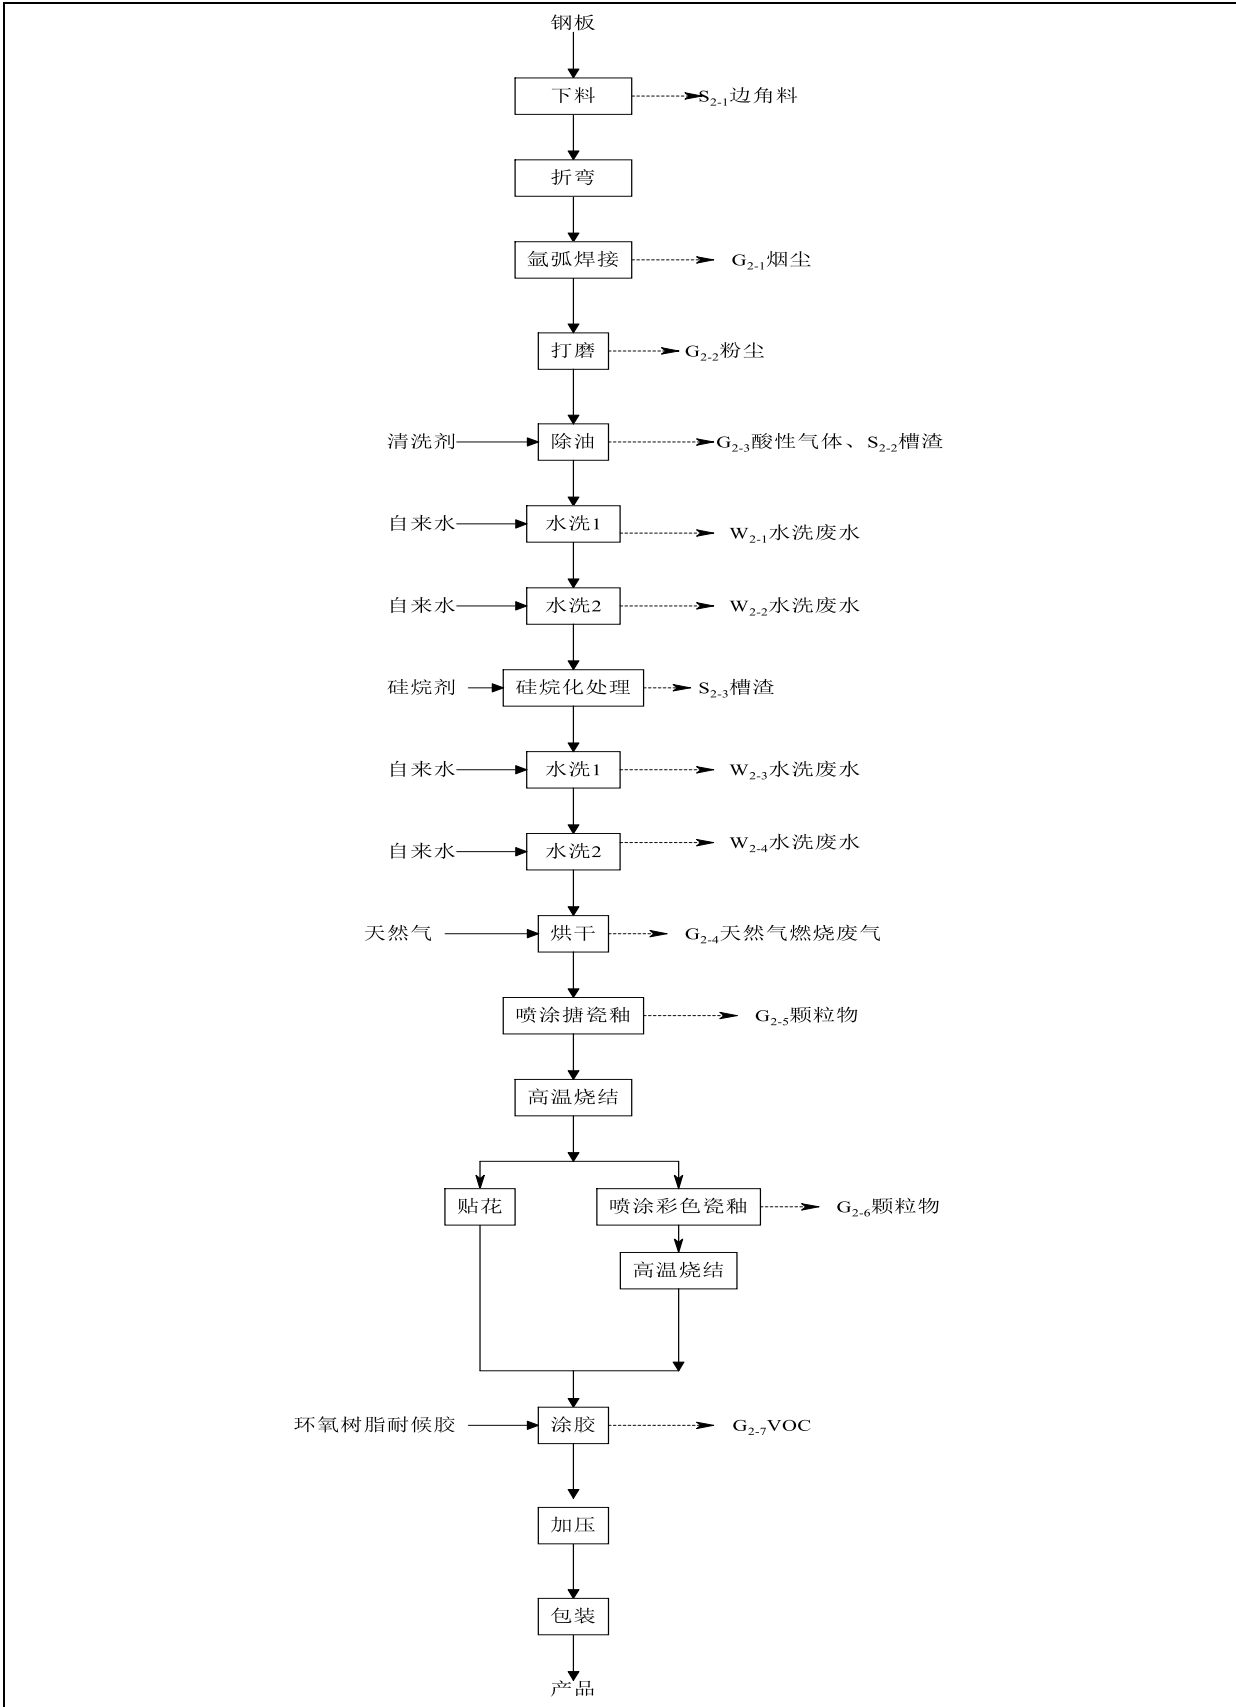 钢板
下料 S2-1边角料
折弯
氩弧焊接 G2-1烟尘
打磨 G2-2粉尘
清洗剂 除油 G2-3酸性气体、S2-2槽渣
自来水 水洗1 W2-1水洗废水
自来水 水洗2 W2-2水洗废水
硅烷剂 硅烷化处理 S2-3槽渣
自来水 水洗1 W2-3水洗废水
自来水 水洗2 W2-4水洗废水
天然气 烘干 G2-4天然气燃烧废气
喷涂搪瓷釉 G2-5颗粒物
高温烧结
贴花 喷涂彩色瓷釉 G2-6颗粒物
高温烧结
环氧树脂耐候胶 涂胶 G2-7VOC
加压
包装
产品